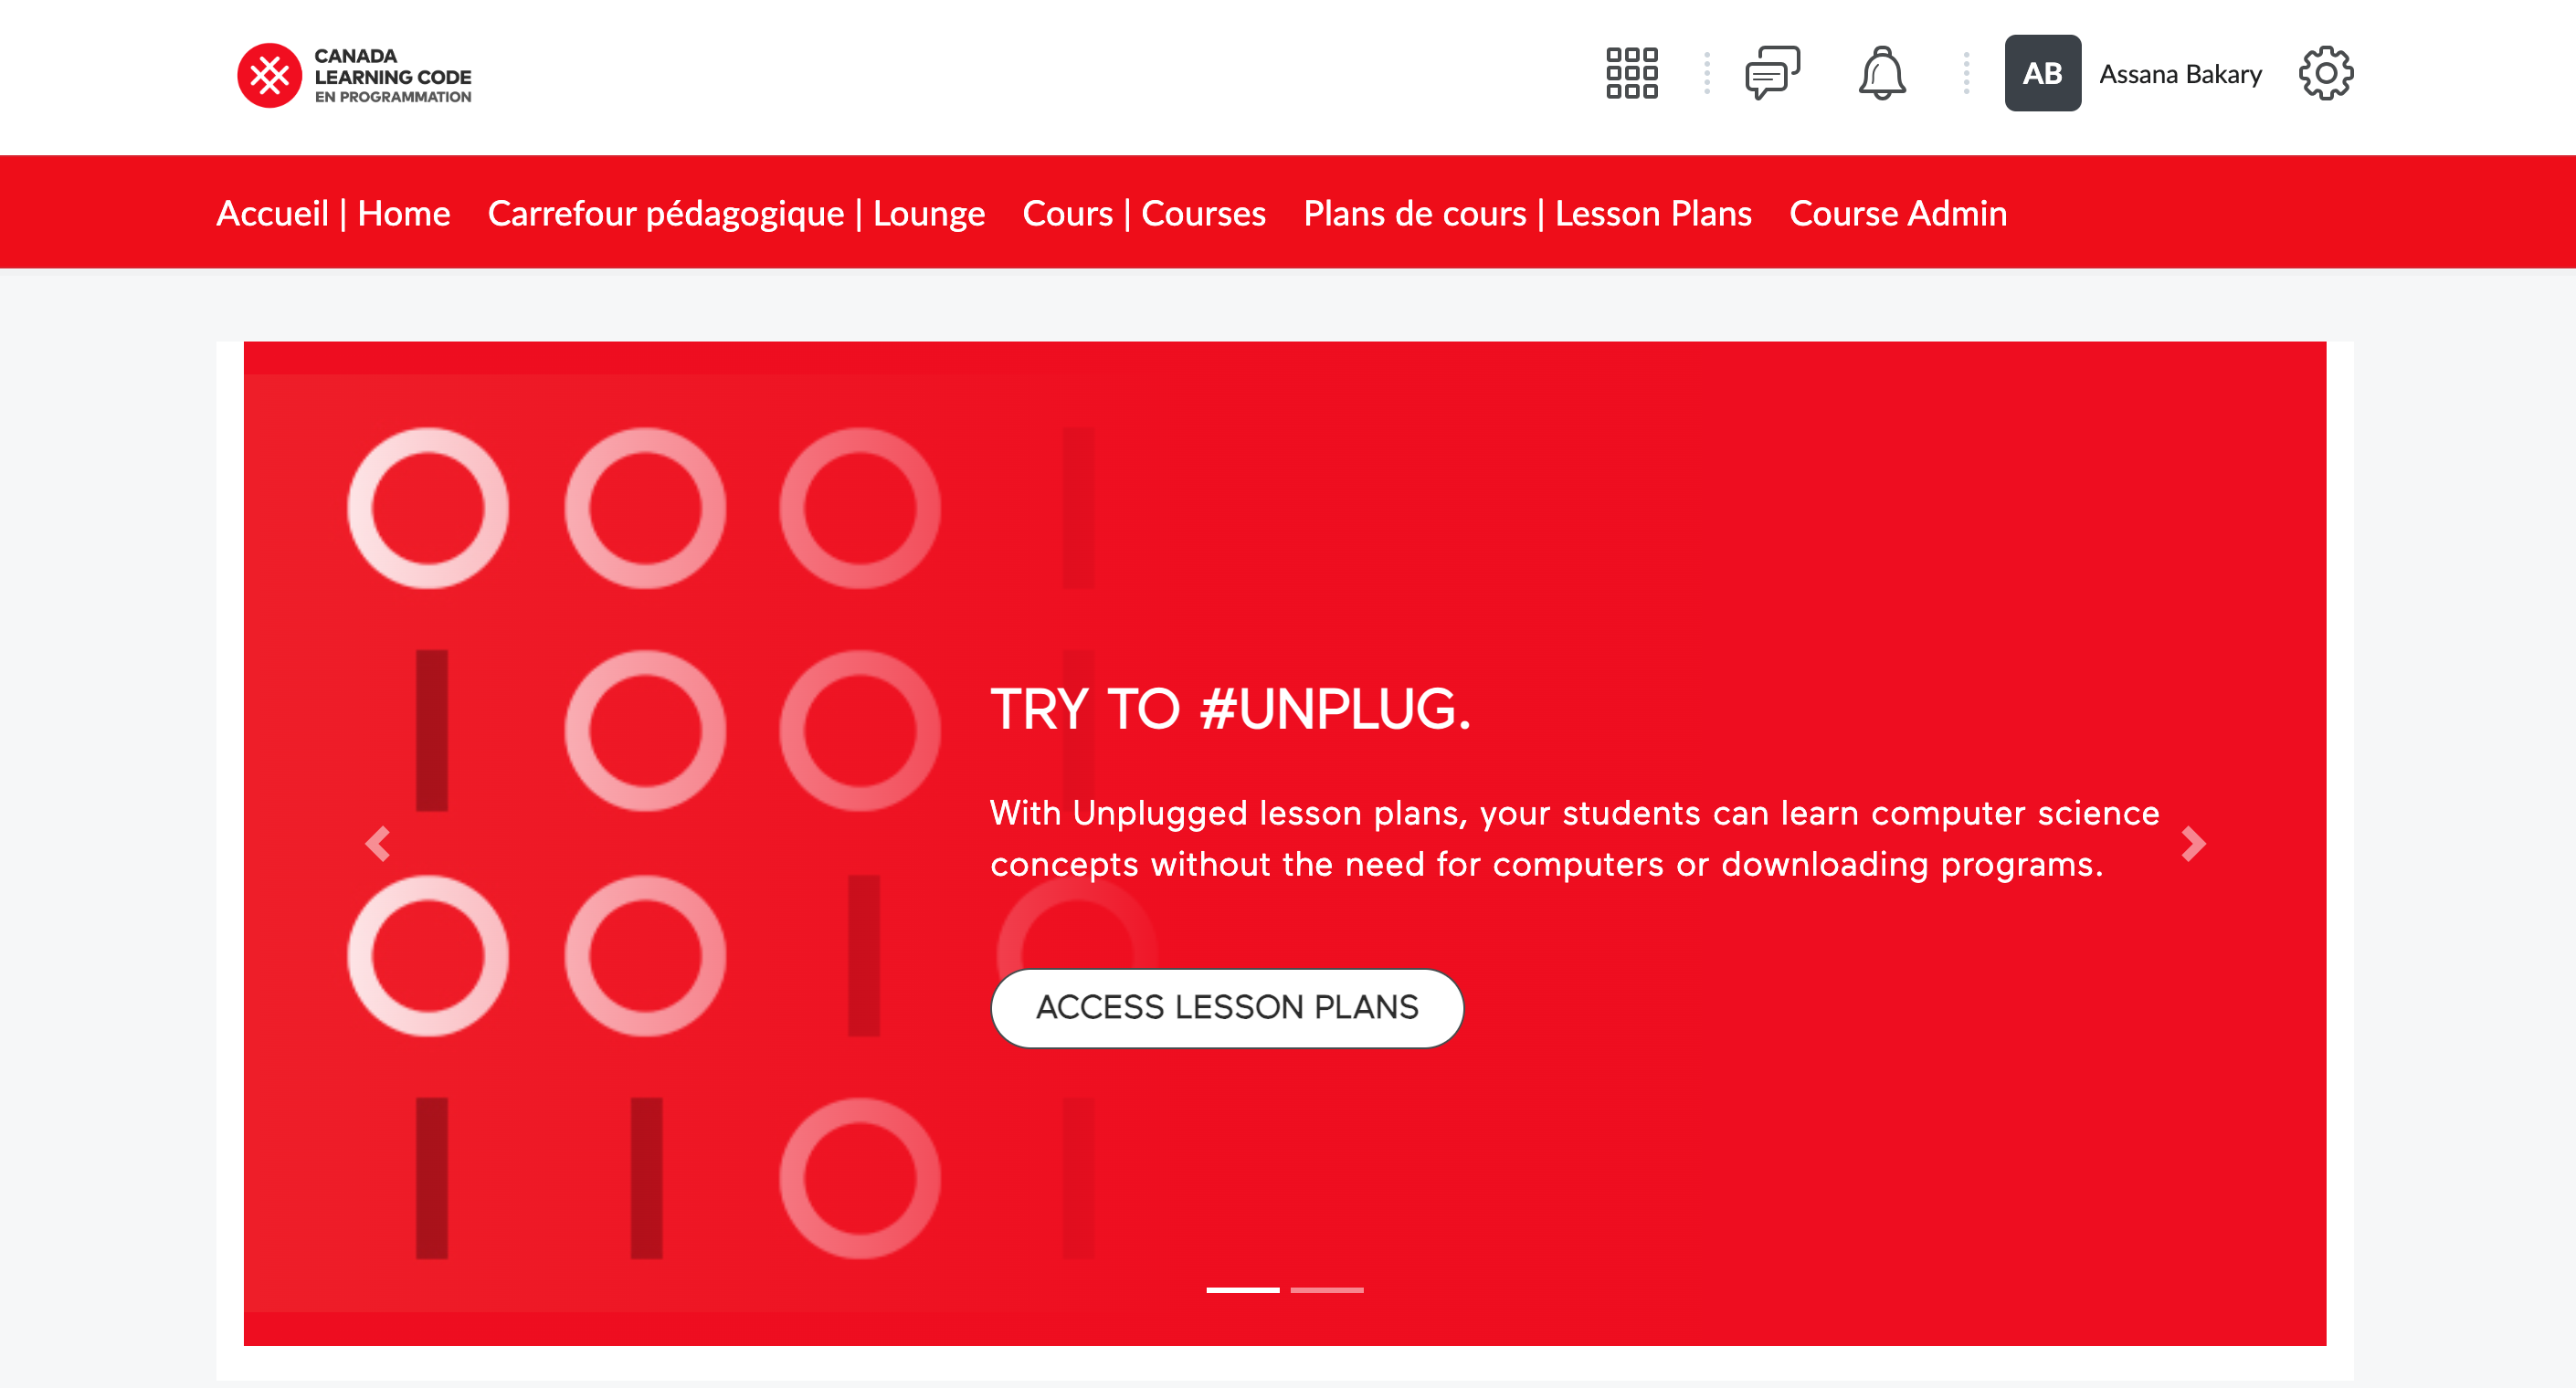 CANADA
LEARNING CODE
EN PROGRAMMATION
AB Assana Bakary
Accueil | Home Carrefour pédagogique | Lounge Cours | Courses Plans de cours | Lesson Plans Course Admin
TRY TO #UNPLUG.
With Unplugged lesson plans, your students can learn computer science
concepts without the need for computers or downloading programs.
ACCESS LESSON PLANS